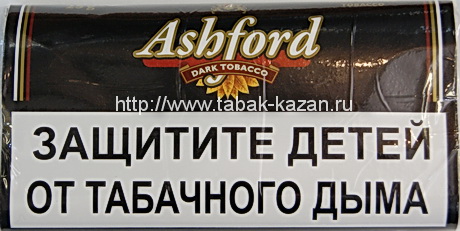 Ashford
DARK TOBACCO
http://www.tabak-kazan.ru
ЗАЩИТИТЕ ДЕТЕЙ
ОТ ТАБАЧНОГО ДЫМА